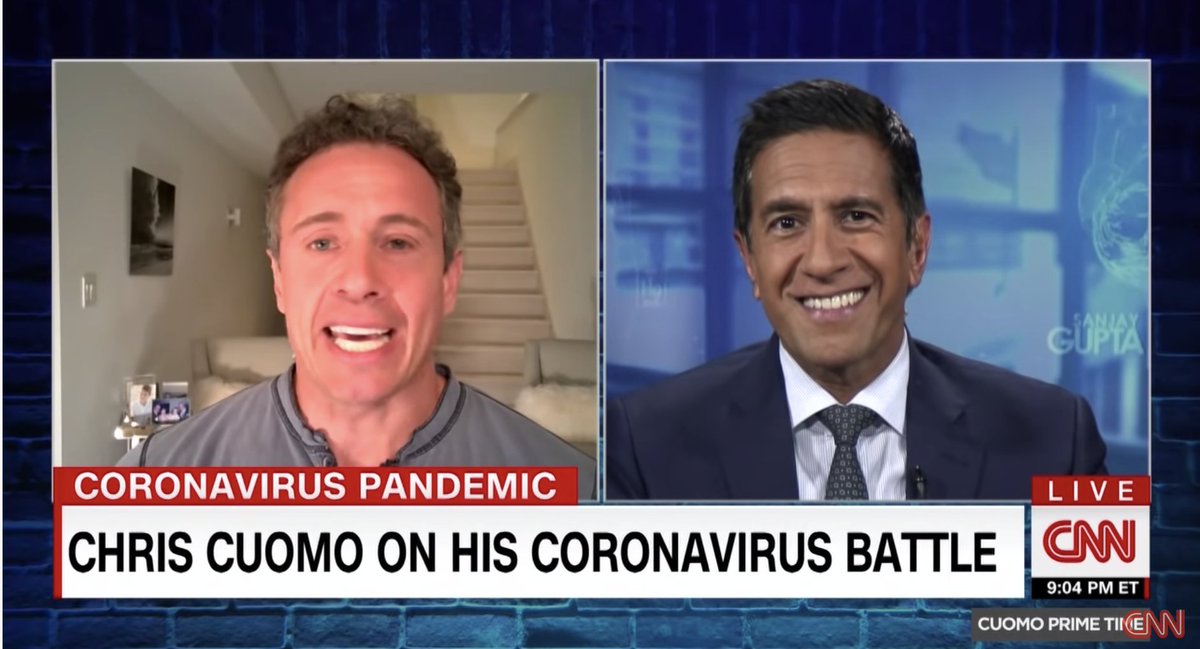 SANJAY
GUPTA
CORONAVIRUS PANDEMIC
CHRIS CUOMO ON HIS CORONAVIRUS BATTLE
LIVE
CNN
9:04 PM ET
CUOMO PRIME TIME
CNN